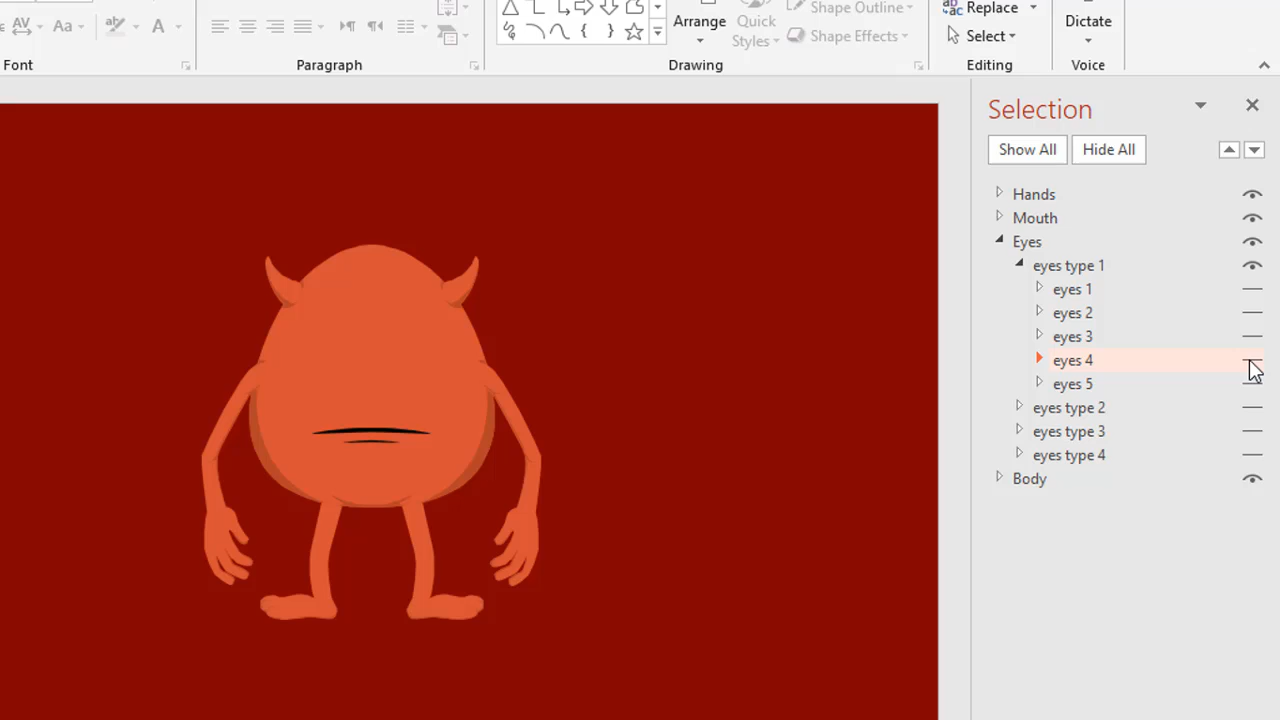 Replace
Arrange
Quick
Styles
Shape Outline
Shape Effects
Select
Dictate
Aa
A
Font
Paragraph
Drawing
Editing
Voice
Selection
Show All
Hide All
Hands
Mouth
Eyes
eyes type 1
eyes 1
eyes 2
eyes 3
eyes 4
eyes 5
eyes type 2
eyes type 3
eyes type 4
Body